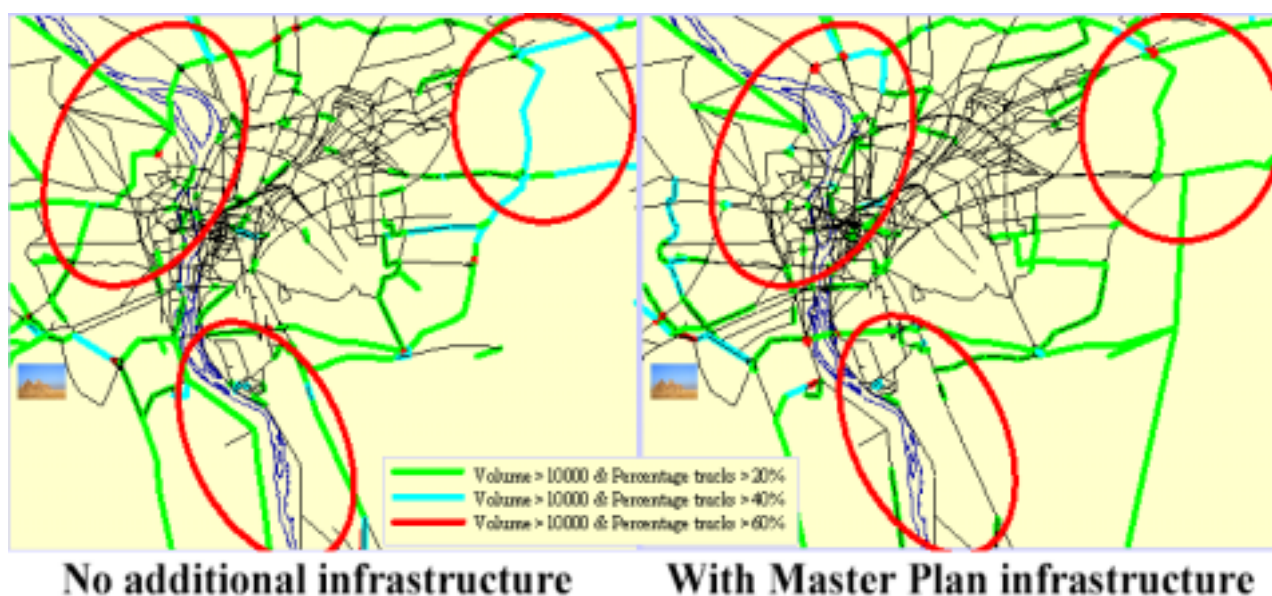 Volume > 10000 & Percentage trucks > 20%
Volume > 10000 & Percentage trucks > 40%
Volume > 10000 & Percentage trucks > 60%
No additional infrastructure
With Master Plan infrastructure